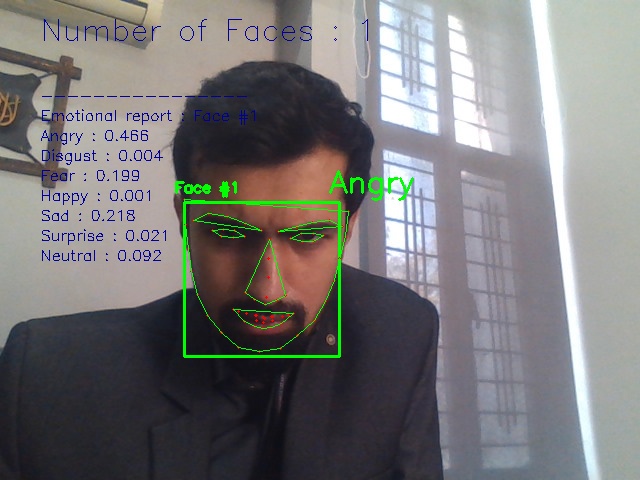 Number of Faces : 1
-----------------
Emotional report : Face #1
Angry : 0.466
Disgust : 0.004
Fear : 0.199
Happy : 0.001
Sad : 0.218
Surprise : 0.021
Neutral : 0.092
Face #1
Angry